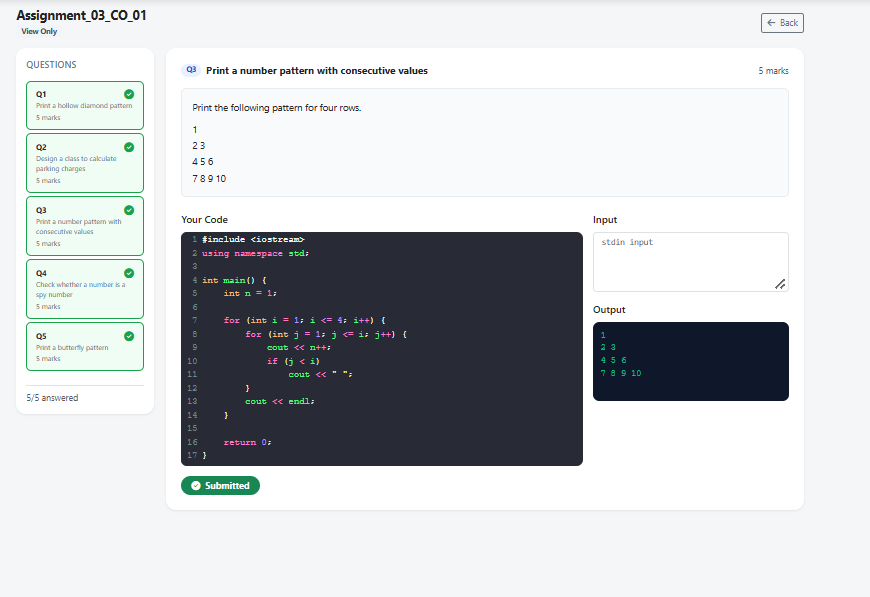 Assignment_03_CO_01
View Only
← Back
QUESTIONS
Q1
Print a hollow diamond pattern
5 marks
Q2
Design a class to calculate
parking charges
5 marks
Q3
Print a number pattern with
consecutive values
5 marks
Q4
Check whether a number is a
spy number
5 marks
Q5
Print a butterfly pattern
5 marks
5/5 answered
Q3 Print a number pattern with consecutive values
5 marks
Print the following pattern for four rows.
1
2 3
4 5 6
7 8 9 10
Your Code
1 #include <iostream>
2 using namespace std;
3
4 int main() {
5     int n = 1;
6
7     for (int i = 1; i <= 4; i++) {
8         for (int j = 1; j <= i; j++) {
9             cout << n++;
10             if (j < i)
11                 cout << " ";
12         }
13         cout << endl;
14     }
15
16     return 0;
17 }
Submitted
Input
stdin input
Output
1
2 3
4 5 6
7 8 9 10